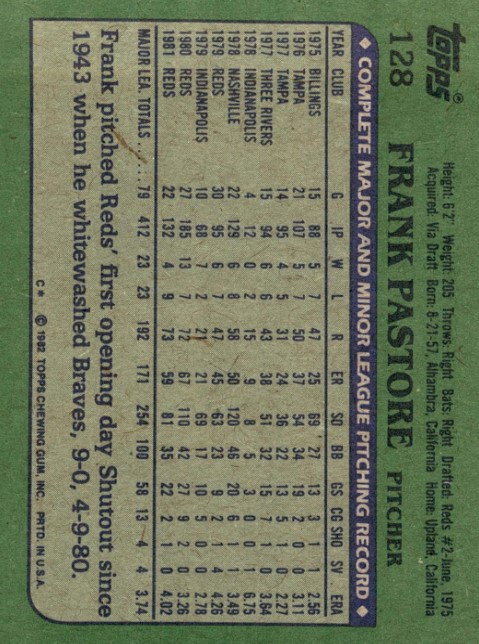 TOPPS®
128 FRANK PASTORE PITCHER
Height: 6'2" Weight: 205 Throws: Right Bats: Right Drafted: Reds #2-June, 1975
Acquired: Via Draft Born: 8-21-57, Alhambra, California Home: Upland, California
◆ COMPLETE MAJOR AND MINOR LEAGUE PITCHING RECORD ◆
YEAR CLUB G IP W L R ER SO BB GS CG SHO SV ERA
1975 BILLINGS 15 88 5 7 47 25 69 27 13 3 1 1 2.56
1976 TAMPA 21 107 5 7 50 37 54 34 19 2 0 0 3.11
1977 TAMPA 14 95 4 5 31 24 36 22 13 5 1 0 2.27
1977 THREE RIVERS 15 94 6 6 43 38 51 32 15 7 1 0 3.64
1978 INDIANAPOLIS 4 12 0 2 9 9 8 5 3 0 0 1 6.75
1978 NASHVILLE 22 129 6 8 58 50 120 46 20 6 1 1 3.49
1979 REDS 30 95 6 7 47 45 63 23 9 2 1 4 4.26
1979 INDIANAPOLIS 10 68 7 2 21 21 69 17 10 5 0 0 2.78
1980 REDS 27 185 13 7 72 67 110 42 27 9 2 0 3.26
1981 REDS 22 132 4 9 73 59 81 35 22 2 1 0 4.02
MAJOR LEA. TOTALS..... 79 412 23 23 192 171 254 100 58 13 4 4 3.74
Frank pitched Reds' first opening day Shutout since
1943 when he whitewashed Braves, 9-0, 4-9-80.
C* © 1982 TOPPS CHEWING GUM, INC. PRTD. IN U.S.A.